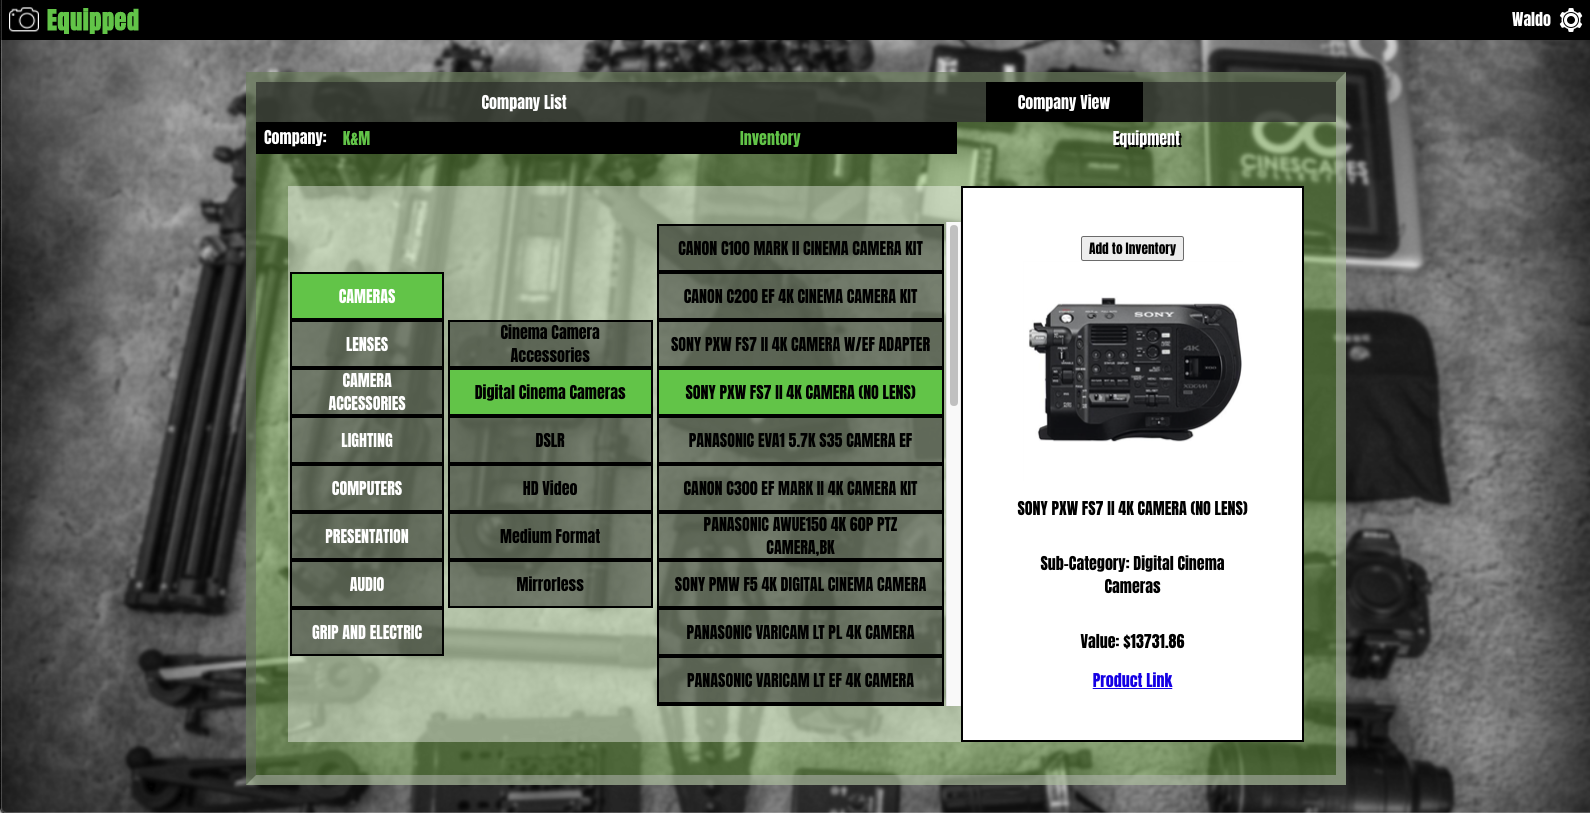 Equipped
Waldo
Company List
Company View
Company:
K&M
Inventory
Equipment
CINESCAPES
CAMERAS
LENSES
CAMERA
ACCESSORIES
LIGHTING
COMPUTERS
PRESENTATION
AUDIO
GRIP AND ELECTRIC
Cinema Camera
Accessories
Digital Cinema Cameras
DSLR
HD Video
Medium Format
Mirrorless
CANON C100 MARK II CINEMA CAMERA KIT
CANON C200 EF 4K CINEMA CAMERA KIT
SONY PXW FS7 II 4K CAMERA W/EF ADAPTER
SONY PXW FS7 II 4K CAMERA (NO LENS)
PANASONIC EVA1 5.7K S35 CAMERA EF
CANON C300 EF MARK II 4K CAMERA KIT
PANASONIC AWUE150 4K 60P PTZ
CAMERA,BK
SONY PMW F5 4K DIGITAL CINEMA CAMERA
PANASONIC VARICAM LT PL 4K CAMERA
PANASONIC VARICAM LT EF 4K CAMERA
Add to Inventory
SONY
4K
SONY PXW FS7 II 4K CAMERA (NO LENS)
Sub-Category: Digital Cinema
Cameras
Value: $13731.86
Product Link